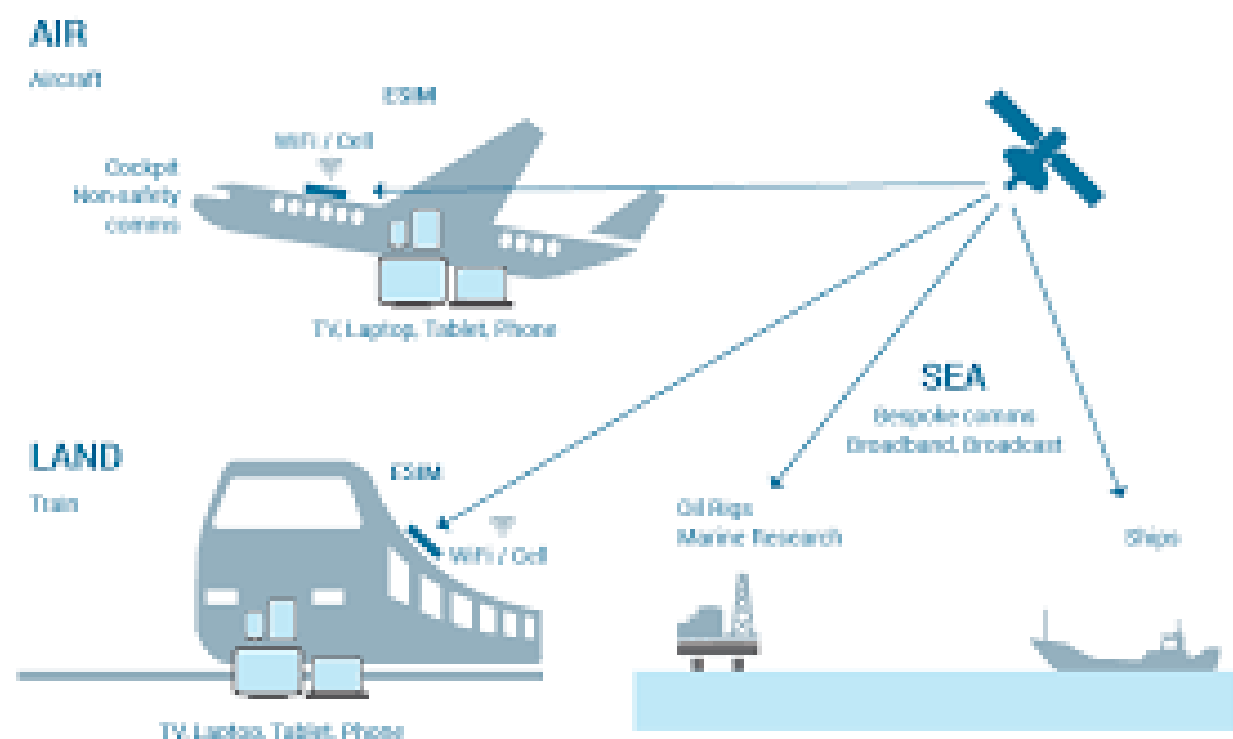 AIR
Aircraft
ESIM
WiFi / Cell
Cockpit
Non-safety
comms
TV, Laptop, Tablet, Phone
SEA
Bespoke comms
Broadband, Broadcast
LAND
Train
ESIM
WiFi / Cell
Oil Rigs
Marine Research
Ships
TV, Laptop, Tablet, Phone